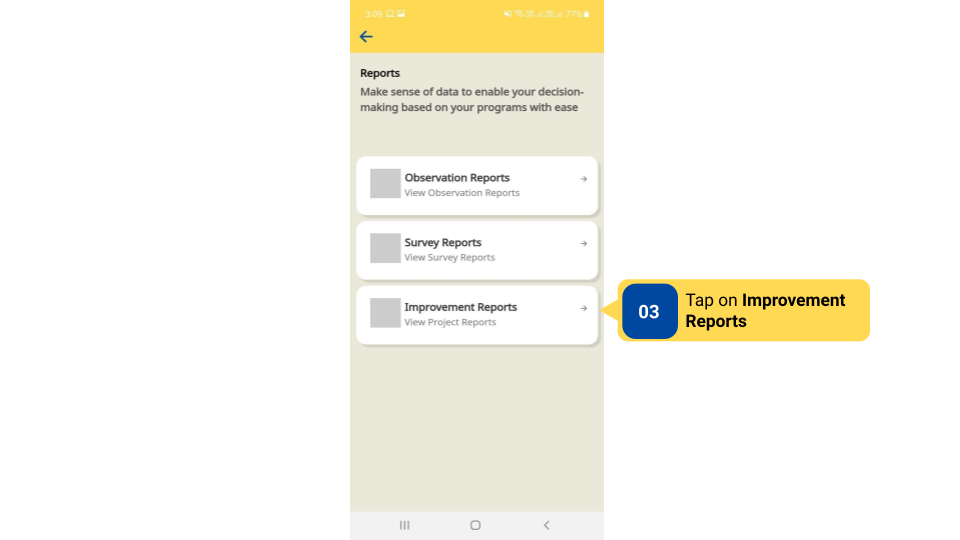 3:09
77%
Reports
Make sense of data to enable your decision-
making based on your programs with ease
Observation Reports
View Observation Reports
Survey Reports
View Survey Reports
Improvement Reports
View Project Reports
03
Tap on Improvement
Reports